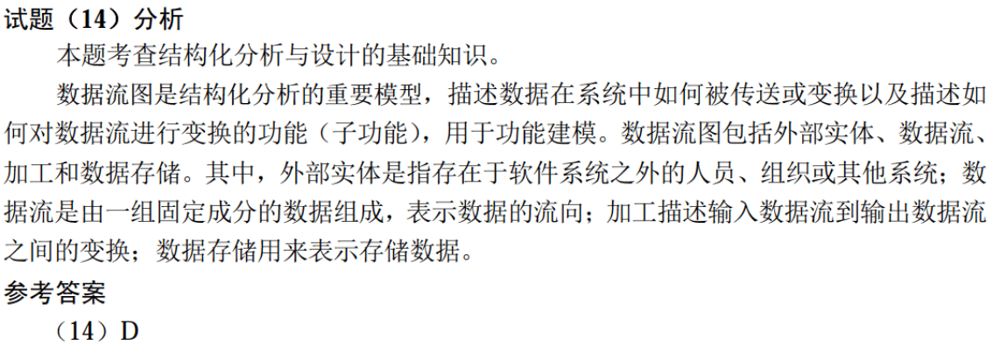 试题（14）分析
本题考查结构化分析与设计的基础知识。
数据流图是结构化分析的重要模型，描述数据在系统中如何被传送或变换以及描述如
何对数据流进行变换的功能（子功能），用于功能建模。数据流图包括外部实体、数据流、
加工和数据存储。其中，外部实体是指存在于软件系统之外的人员、组织或其他系统；数
据流是由一组固定成分的数据组成，表示数据的流向；加工描述输入数据流到输出数据流
之间的变换；数据存储用来表示存储数据。
参考答案
（14）D